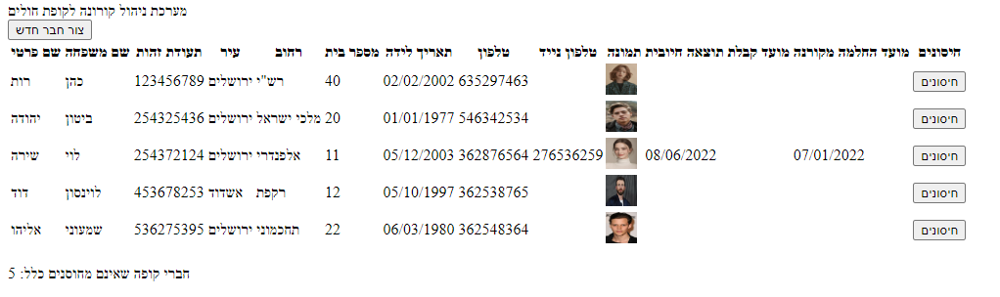 מערכת ניהול קורונה לקופת חולים
צור חבר חדש
שם פרטי שם משפחה תעודת זהות עיר רחוב מספר בית תאריך לידה טלפון טלפון נייד תמונה מועד קבלת תוצאה חיובית מועד החלמה מקורנה חיסונים
רות כהן 123456789 ירושלים רש"י 40 02/02/2002 635297463 חיסונים
יהודה ביטון 254325436 ירושלים מלכי ישראל 20 01/01/1977 546342534 חיסונים
שירה לוי 254372124 ירושלים אלפנדרי 11 05/12/2003 362876564 276536259 08/06/2022 07/01/2022 חיסונים
דוד לוינסון 453678253 אשדוד רקפת 12 05/10/1997 362538765 חיסונים
אליהו שמעוני 536275395 ירושלים תחכמוני 22 06/03/1980 362548364 חיסונים
חברי קופה שאינם מחוסנים כלל: 5